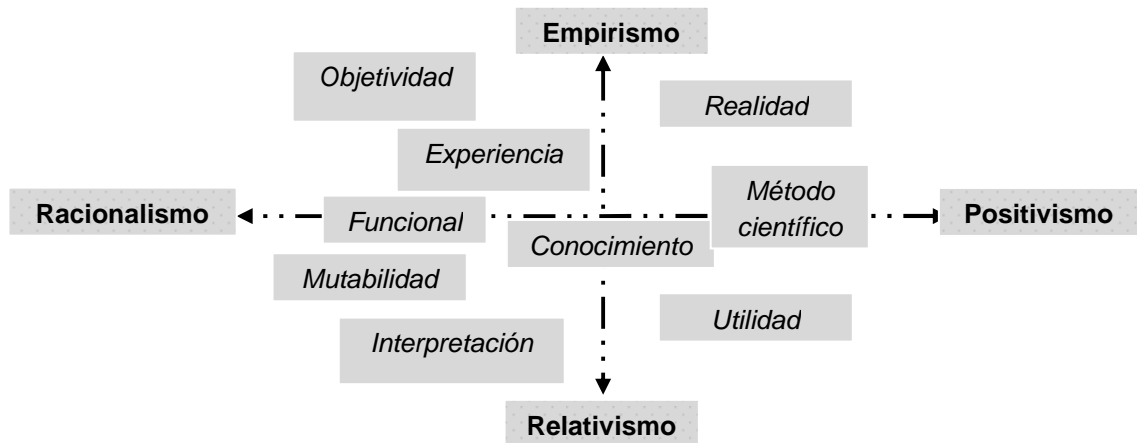 Empirismo
Objetividad
Realidad
Experiencia
Método
científico
Racionalismo
Funcional
Positivismo
Conocimiento
Mutabilidad
Utilidad
Interpretación
Relativismo